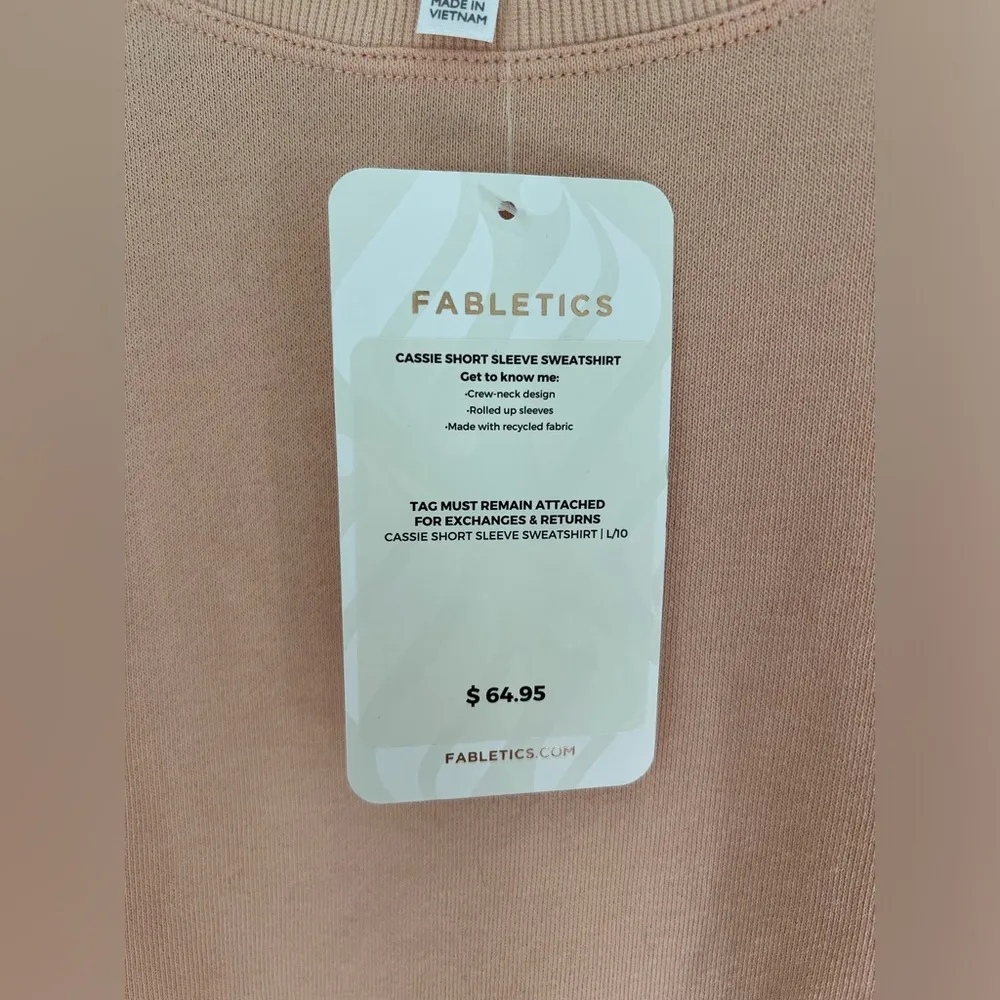 MADE IN
VIETNAM
FABLETICS
CASSIE SHORT SLEEVE SWEATSHIRT
Get to know me:
•Crew-neck design
•Rolled up sleeves
•Made with recycled fabric
TAG MUST REMAIN ATTACHED
FOR EXCHANGES & RETURNS
CASSIE SHORT SLEEVE SWEATSHIRT | L/10
$ 64.95
FABLETICS.COM